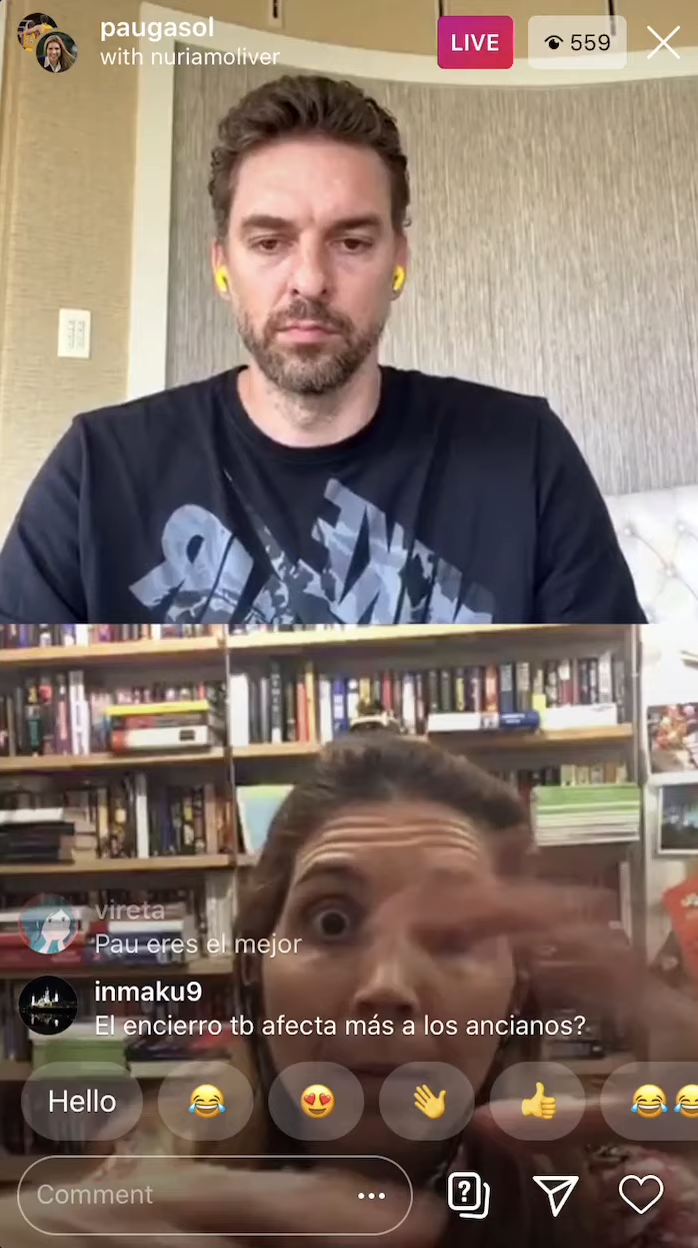 paugasol
with nuriamoliver
LIVE
559
vireta
Pau eres el mejor
inmaku9
El encierro tb afecta más a los ancianos?
Hello
Comment